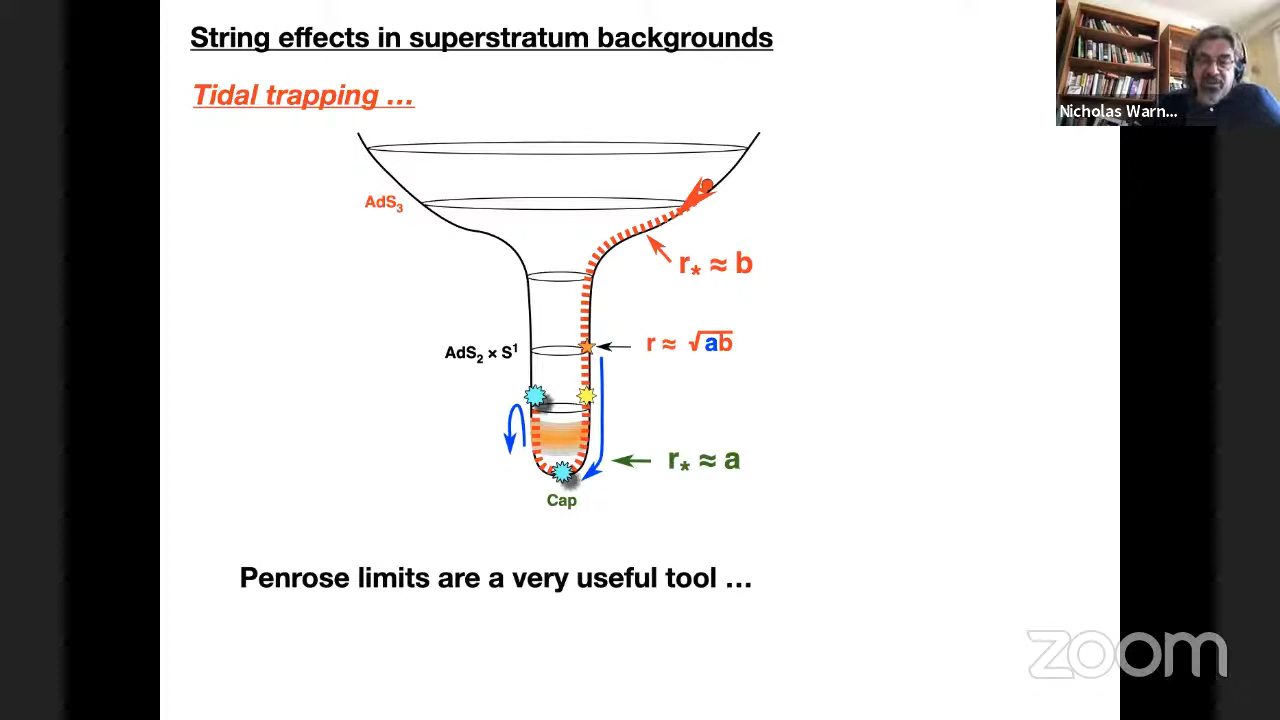 String effects in superstratum backgrounds
Nicholas Warn...
Tidal trapping ...
AdS₃
r* ≈ b
r ≈ √ab
AdS₂ × S¹
r* ≈ a
Cap
Penrose limits are a very useful tool ...
zoom